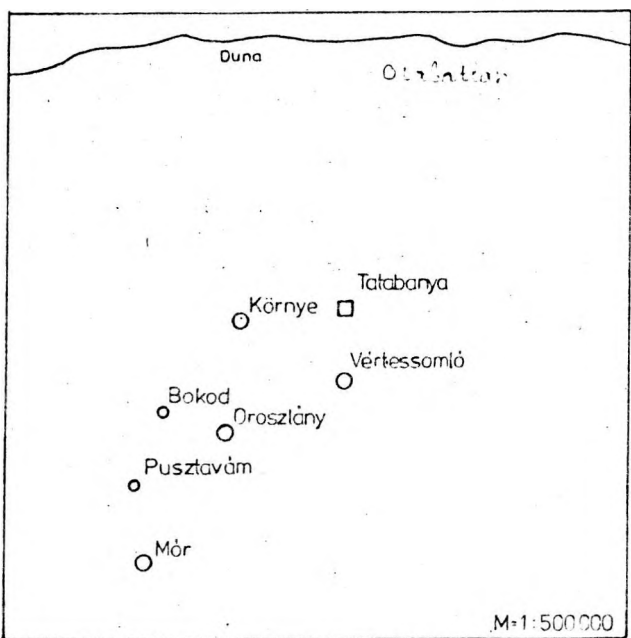 Duna
Tatabanya
Környe
Vértessomló
Bokod
Oroszlány
Pusztavám
Mór
M=1:500000